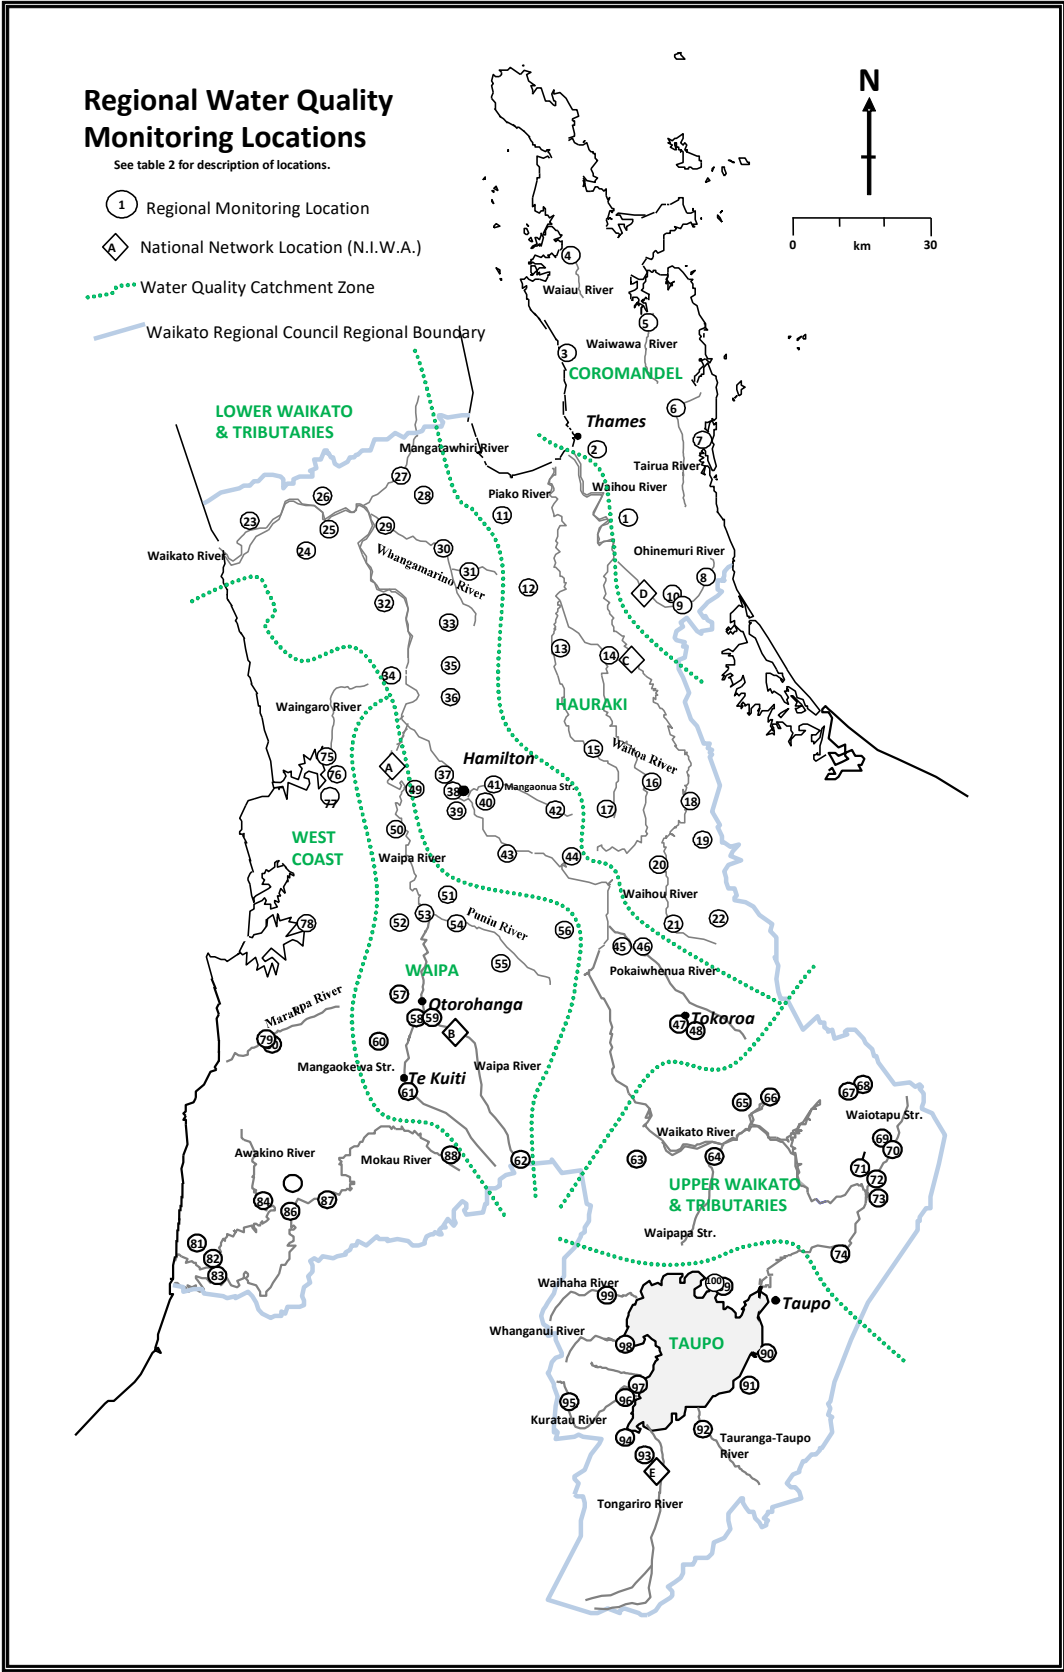 Regional Water Quality
Monitoring Locations
See table 2 for description of locations.
N
1 Regional Monitoring Location
A National Network Location (N.I.W.A.)
Water Quality Catchment Zone
Waikato Regional Council Regional Boundary
0 km 30
4
Waiau River
5
Waiwawa River
3
COROMANDEL
6
LOWER WAIKATO
& TRIBUTARIES
Thames
7
2
Mangatawhiri River
Tairua River
27
28
26
Piako River
Waihou River
11
1
23
25
29
24
Waikato River
30
Whangamarino River
31
Ohinemuri River
8
12
D
10
9
32
33
13
14
C
35
34
36
Waingaro River
HAURAKI
15
Waitoa River
75
76
77
A
Hamilton
37
38
49
41
Mangaonua Str.
40
39
42
16
17
18
50
WEST
COAST
Waipa River
43
44
19
20
51
Waihou River
52
53
54
Puniu River
56
21
22
78
45
46
55
WAIPA
Pokaiwhenua River
57
Otorohanga
58
59
B
47
48
Tokoroa
79
60
Mangaokewa Str.
Waipa River
Te Kuiti
61
65
66
67
68
Waiotapu Str.
Waikato River
69
70
Awakino River
Mokau River
88
62
63
64
71
72
73
UPPER WAIKATO
& TRIBUTARIES
84
86
87
Waipapa Str.
81
82
83
74
Waihaha River
99
100
9
Taupo
Whanganui River
98
TAUPO
90
97
96
95
91
Kuratau River
94
92
Tauranga-Taupo
River
93
E
Tongariro River